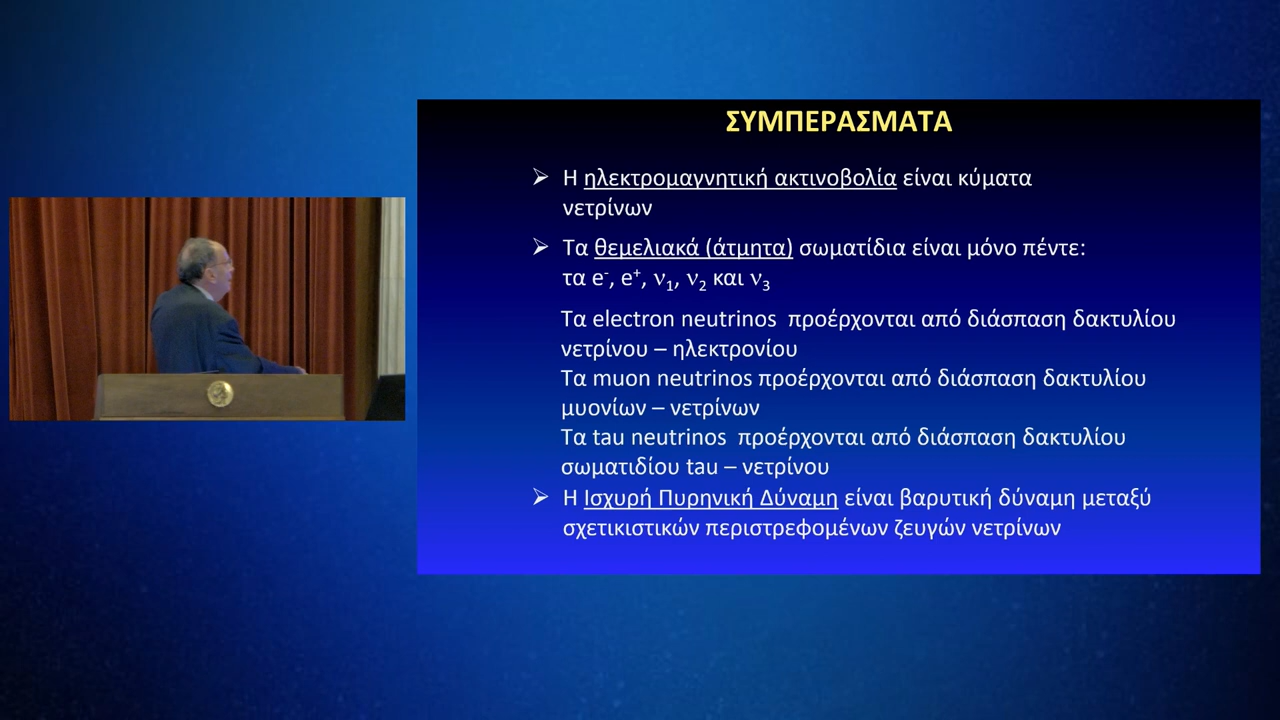 ΣΥΜΠΕΡΑΣΜΑΤΑ
➢ Η ηλεκτρομαγνητική ακτινοβολία είναι κύματα
νετρίνων
➢ Τα θεμελιακά (άτμητα) σωματίδια είναι μόνο πέντε:
τα e⁻, e⁺, ν₁, ν₂ και ν₃
Τα electron neutrinos προέρχονται από διάσπαση δακτυλίου
νετρίνου – ηλεκτρονίου
Τα muon neutrinos προέρχονται από διάσπαση δακτυλίου
μυονίων – νετρίνων
Τα tau neutrinos προέρχονται από διάσπαση δακτυλίου
σωματιδίου tau – νετρίνου
➢ Η Ισχυρή Πυρηνική Δύναμη είναι βαρυτική δύναμη μεταξύ
σχετικιστικών περιστρεφομένων ζευγών νετρίνων